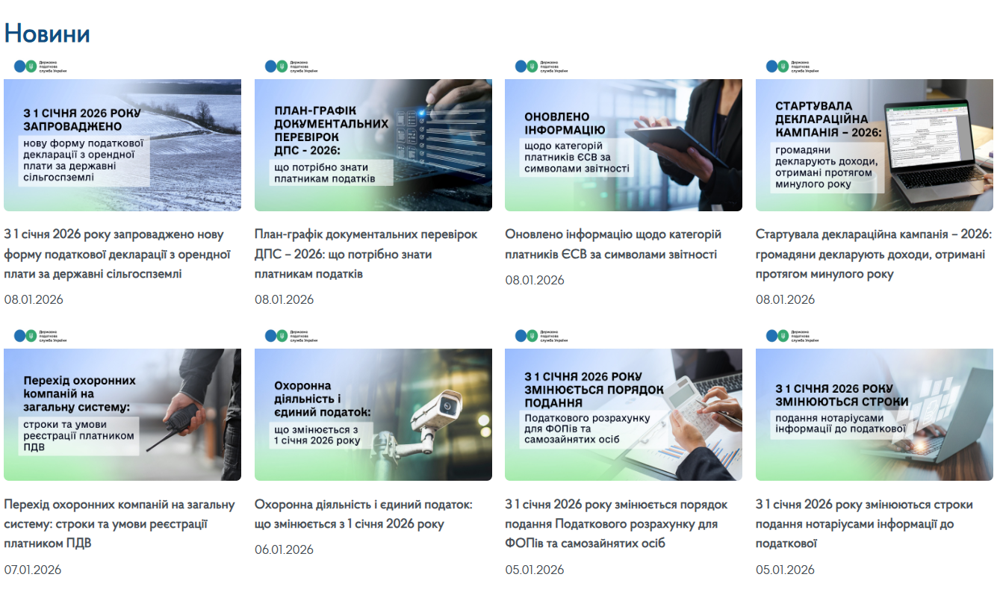 Новини
Державна
податкова
служба України
З 1 СІЧНЯ 2026 РОКУ
ЗАПРОВАДЖЕНО
нову форму податкової
декларації з орендної
плати за державні
сільгоспземлі
Державна
податкова
служба України
ПЛАН-ГРАФІК
ДОКУМЕНТАЛЬНИХ
ПЕРЕВІРОК
ДПС - 2026:
що потрібно знати
платникам податків
Державна
податкова
служба України
ОНОВЛЕНО
ІНФОРМАЦІЮ
щодо категорій
платників ЄСВ за
символами звітності
Державна
податкова
служба України
СТАРТУВАЛА
ДЕКЛАРАЦІЙНА
КАМПАНІЯ – 2026:
громадяни
декларують доходи,
отримані протягом
минулого року
З 1 січня 2026 року запроваджено нову
форму податкової декларації з орендної
плати за державні сільгоспземлі
08.01.2026
План-графік документальних перевірок
ДПС – 2026: що потрібно знати
платникам податків
08.01.2026
Оновлено інформацію щодо категорій
платників ЄСВ за символами звітності
08.01.2026
Стартувала деклараційна кампанія – 2026:
громадяни декларують доходи, отримані
протягом минулого року
08.01.2026
Державна
податкова
служба України
Перехід охоронних
компаній на
загальну систему:
строки та умови
реєстрації платником
ПДВ
Державна
податкова
служба України
Охоронна
діяльність і
єдиний податок:
що змінюється з
1 січня 2026 року
Державна
податкова
служба України
З 1 СІЧНЯ 2026 РОКУ
ЗМІНЮЄТЬСЯ ПОРЯДОК
ПОДАННЯ
Податкового розрахунку
для ФОПів та
самозайнятих осіб
Державна
податкова
служба України
З 1 СІЧНЯ 2026 РОКУ
ЗМІНЮЮТЬСЯ СТРОКИ
подання нотаріусами
інформації до податкової
Перехід охоронних компаній на загальну
систему: строки та умови реєстрації
платником ПДВ
07.01.2026
Охоронна діяльність і єдиний податок:
що змінюється з 1 січня 2026 року
06.01.2026
З 1 січня 2026 року змінюється порядок
подання Податкового розрахунку для
ФОПів та самозайнятих осіб
05.01.2026
З 1 січня 2026 року змінюються строки
подання нотаріусами інформації до
податкової
05.01.2026